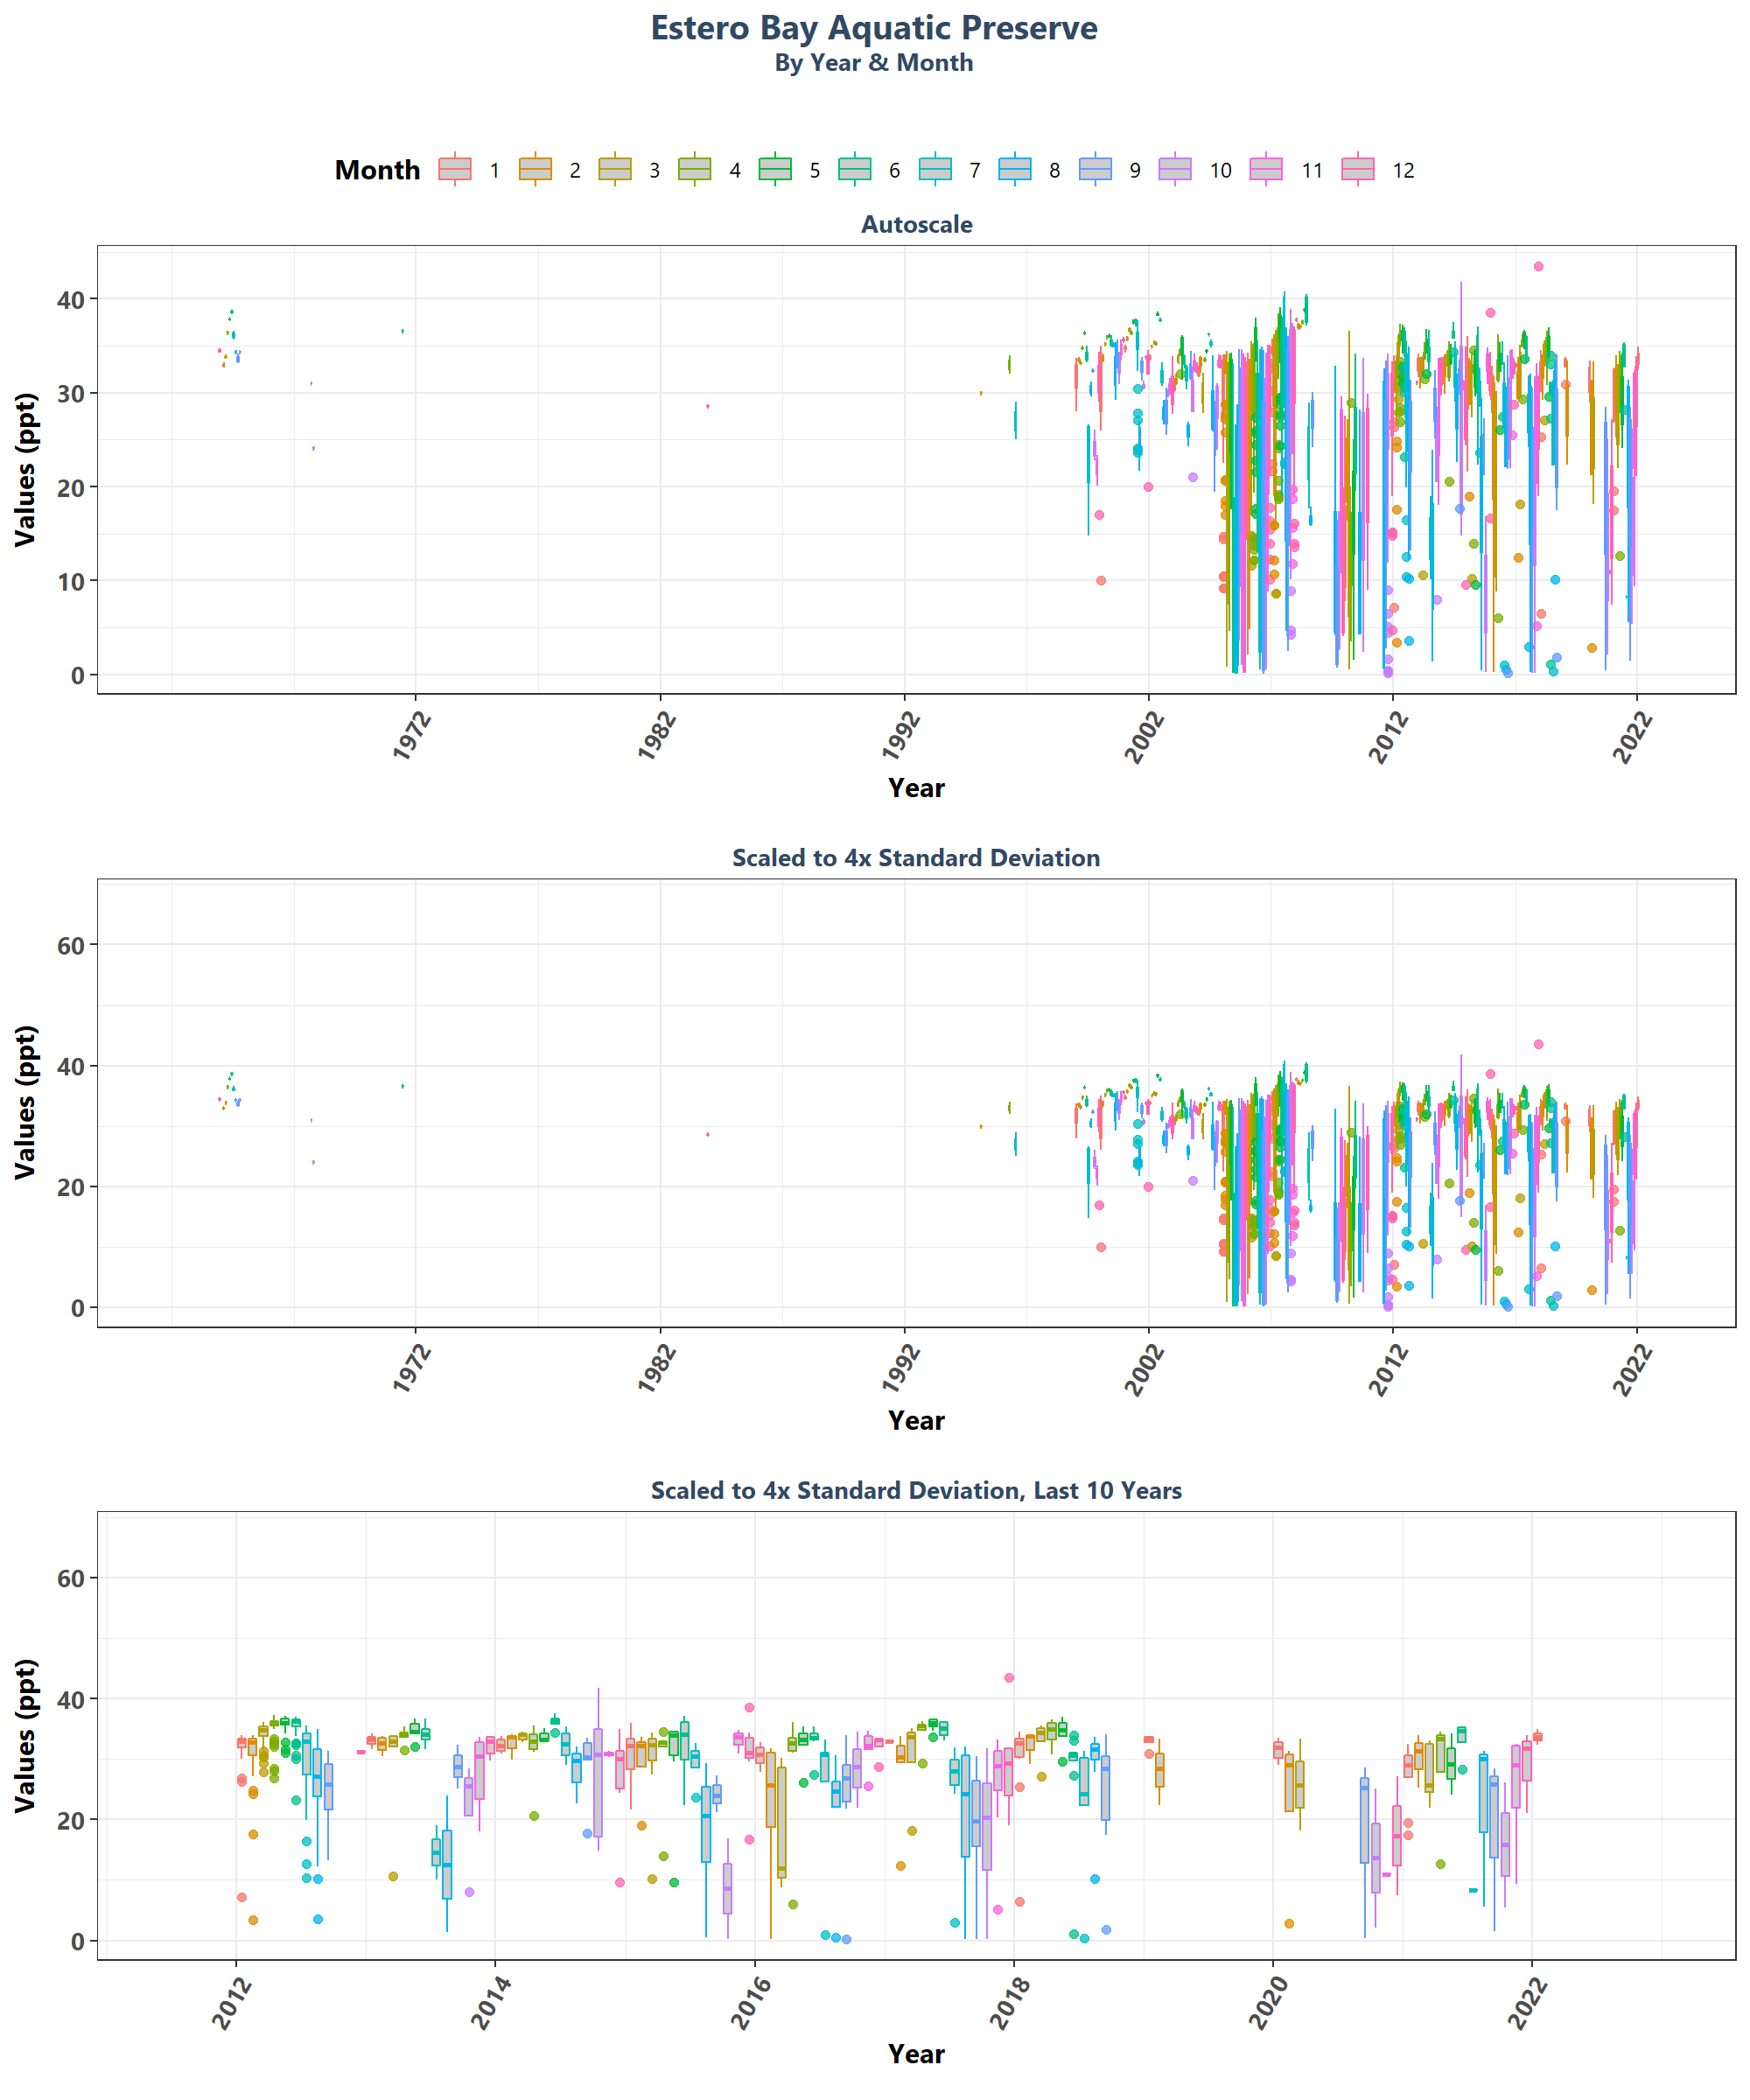 Estero Bay Aquatic Preserve
By Year & Month
Month 1 2 3 4 5 6 7 8 9 10 11 12
Autoscale
Values (ppt)
40
30
20
10
0
1972 1982 1992 2002 2012 2022
Year
Scaled to 4x Standard Deviation
Values (ppt)
60
40
20
0
1972 1982 1992 2002 2012 2022
Year
Scaled to 4x Standard Deviation, Last 10 Years
Values (ppt)
60
40
20
0
2012 2014 2016 2018 2020 2022
Year